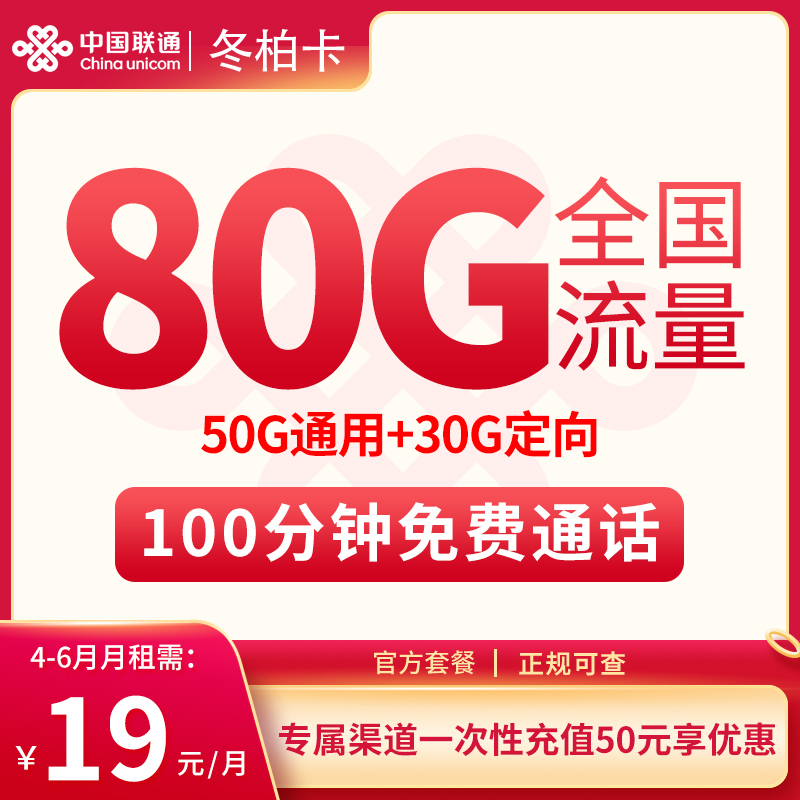 中国联通
China unicom
冬柏卡
80G
全国
流量
50G通用+30G定向
100分钟免费通话
4-6月月租需:
¥19元/月
官方套餐 | 正规可查
专属渠道一次性充值50元享优惠